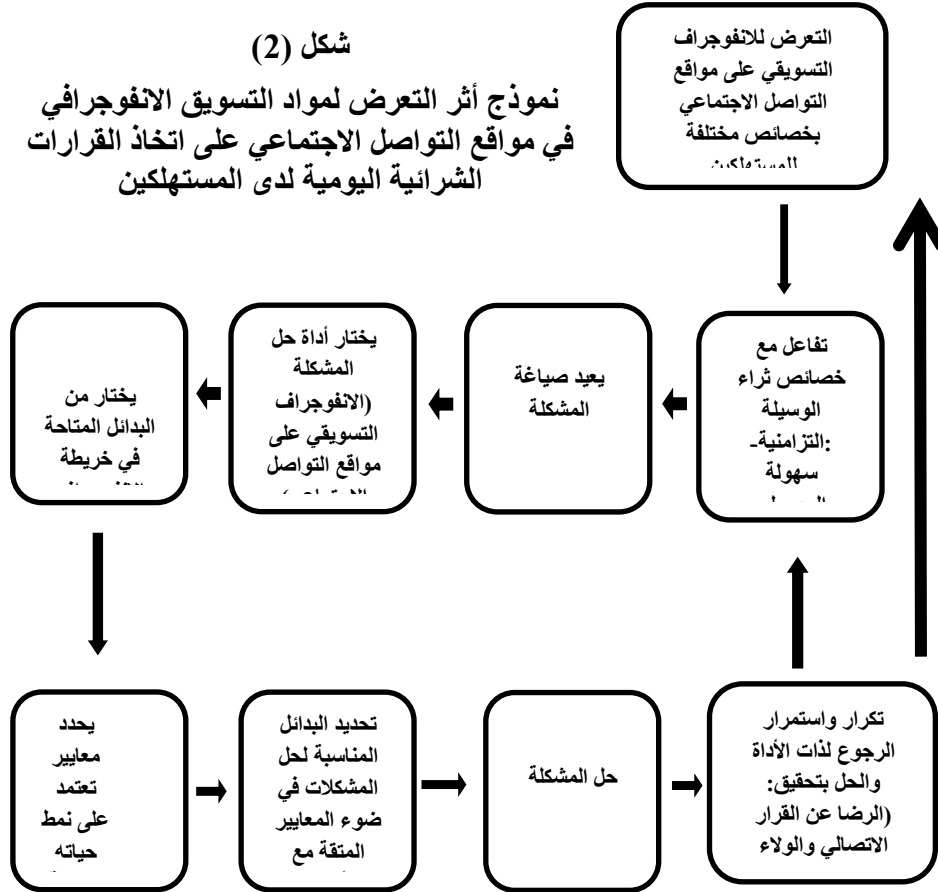 شكل (2)
نموذج أثر التعرض لمواد التسويق الانفوجرافي
في مواقع التواصل الاجتماعي على اتخاذ القرارات
الشرائية اليومية لدى المستهلكين
التعرض للانفوجراف
التسويقي على مواقع
التواصل الاجتماعي
بخصائص مختلفة
للمستهلكين
تفاعل مع
خصائص ثراء
الوسيلة
:التزامنية-
سهولة
يعيد صياغة
المشكلة
يختار أداة حل
المشكلة
(الانفوجراف
التسويقي على
مواقع التواصل
يختار من
البدائل المتاحة
في خريطة
يحدد
معايير
تعتمد
على نمط
حياته
تحديد البدائل
المناسبة لحل
المشكلات في
ضوء المعايير
المتقة مع
حل المشكلة
تكرار واستمرار
الرجوع لذات الأداة
والحل بتحقيق:
(الرضا عن القرار
الاتصالي والولاء